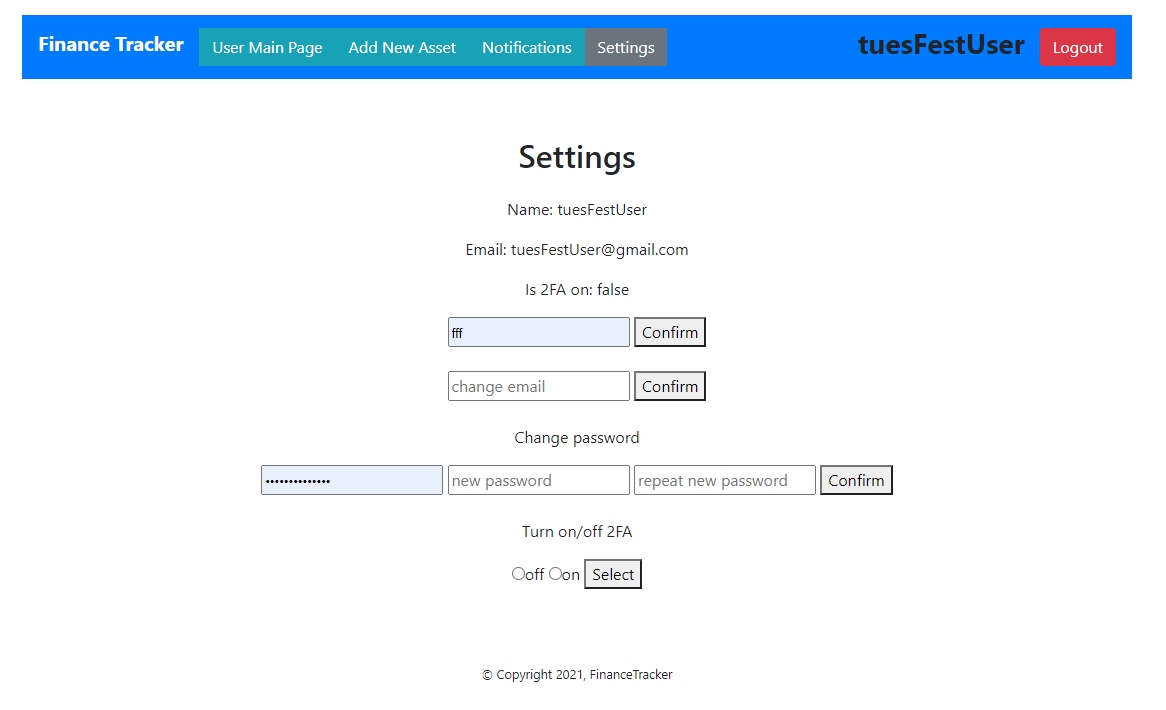 Finance Tracker User Main Page Add New Asset Notifications Settings tuesFestUser Logout
Settings
Name: tuesFestUser
Email: tuesFestUser@gmail.com
Is 2FA on: false
fff Confirm
change email Confirm
Change password
•••••••••••••• new password repeat new password Confirm
Turn on/off 2FA
off on Select
© Copyright 2021, FinanceTracker